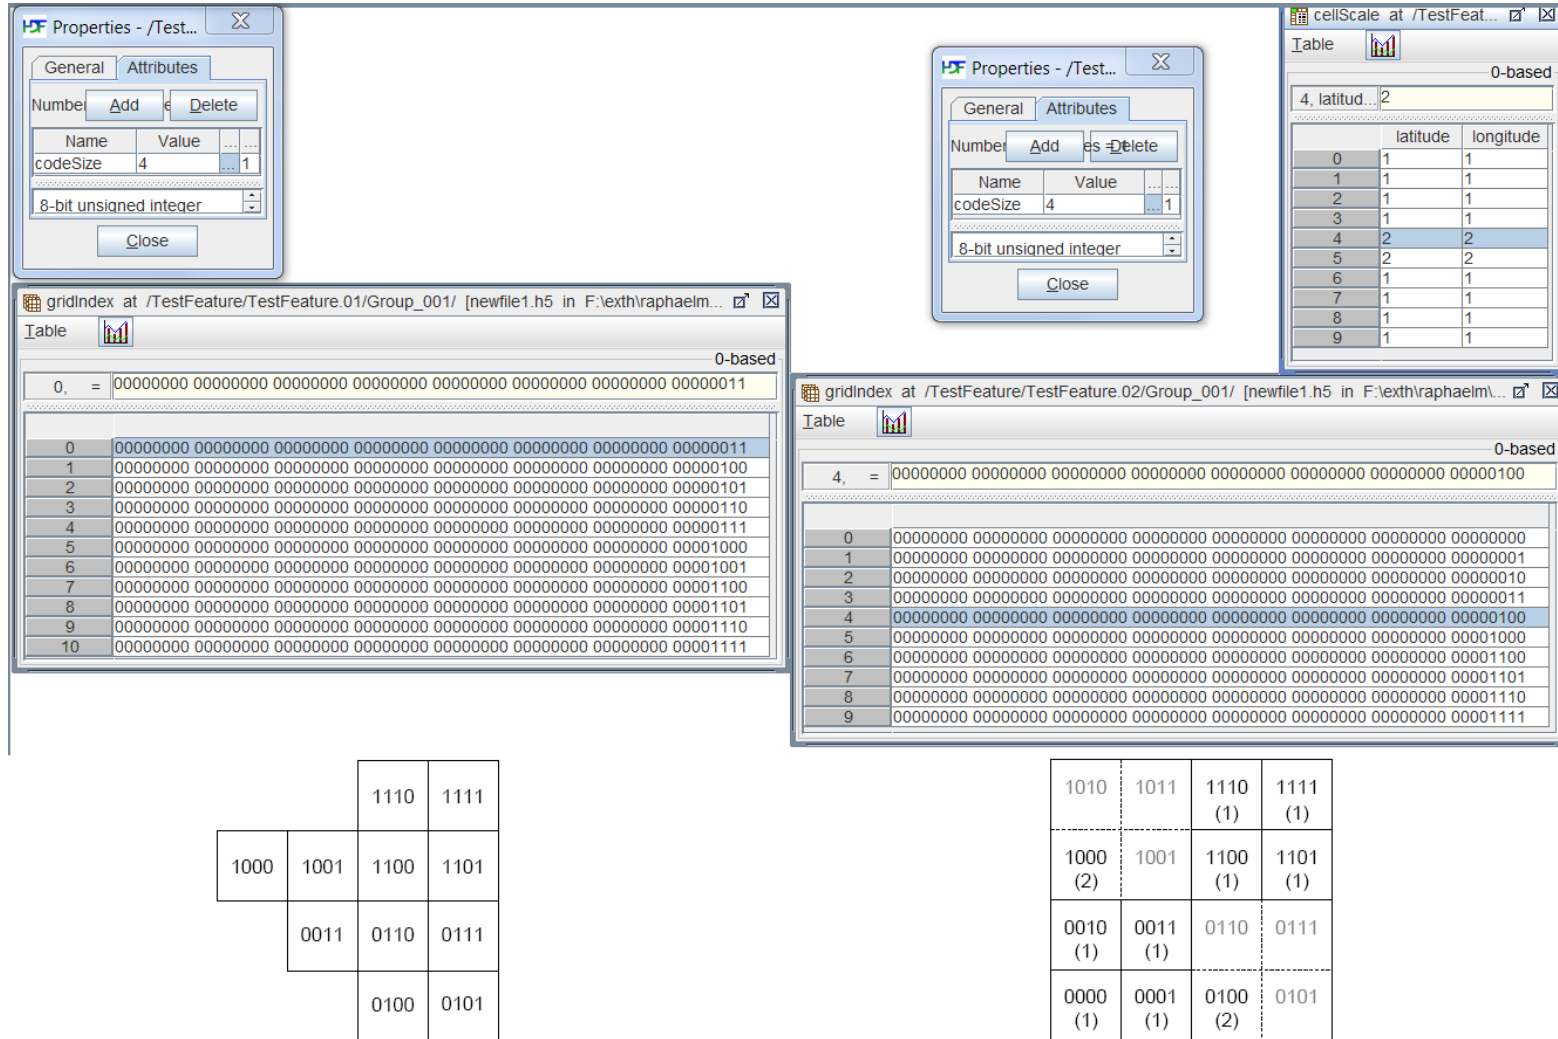 HDF Properties - /Test... X
General Attributes
Number Add e Delete
Name Value ... ...
codeSize 4 ... 1
8-bit unsigned integer
Close
HDF Properties - /Test... X
General Attributes
Number Add es = Delete
Name Value ... ...
codeSize 4 ... 1
8-bit unsigned integer
Close
cellScale at /TestFeat...
Table
0-based
4, latitud... 2
latitude longitude
0 1 1
1 1 1
2 1 1
3 1 1
4 2 2
5 2 2
6 1 1
7 1 1
8 1 1
9 1 1
gridIndex at /TestFeature/TestFeature.01/Group_001/ [newfile1.h5 in F:\exth\raphaelm...
Table
0-based
0, = 00000000 00000000 00000000 00000000 00000000 00000000 00000000 00000011
0 00000000 00000000 00000000 00000000 00000000 00000000 00000000 00000011
1 00000000 00000000 00000000 00000000 00000000 00000000 00000000 00000100
2 00000000 00000000 00000000 00000000 00000000 00000000 00000000 00000101
3 00000000 00000000 00000000 00000000 00000000 00000000 00000000 00000110
4 00000000 00000000 00000000 00000000 00000000 00000000 00000000 00000111
5 00000000 00000000 00000000 00000000 00000000 00000000 00000000 00001000
6 00000000 00000000 00000000 00000000 00000000 00000000 00000000 00001001
7 00000000 00000000 00000000 00000000 00000000 00000000 00000000 00001100
8 00000000 00000000 00000000 00000000 00000000 00000000 00000000 00001101
9 00000000 00000000 00000000 00000000 00000000 00000000 00000000 00001110
10 00000000 00000000 00000000 00000000 00000000 00000000 00000000 00001111
gridIndex at /TestFeature/TestFeature.02/Group_001/ [newfile1.h5 in F:\exth\raphaelm\...
Table
0-based
4, = 00000000 00000000 00000000 00000000 00000000 00000000 00000000 00000100
0 00000000 00000000 00000000 00000000 00000000 00000000 00000000 00000000
1 00000000 00000000 00000000 00000000 00000000 00000000 00000000 00000001
2 00000000 00000000 00000000 00000000 00000000 00000000 00000000 00000010
3 00000000 00000000 00000000 00000000 00000000 00000000 00000000 00000011
4 00000000 00000000 00000000 00000000 00000000 00000000 00000000 00000100
5 00000000 00000000 00000000 00000000 00000000 00000000 00000000 00001000
6 00000000 00000000 00000000 00000000 00000000 00000000 00000000 00001100
7 00000000 00000000 00000000 00000000 00000000 00000000 00000000 00001101
8 00000000 00000000 00000000 00000000 00000000 00000000 00000000 00001110
9 00000000 00000000 00000000 00000000 00000000 00000000 00000000 00001111
1110 1111
1000 1001 1100 1101
0011 0110 0111
0100 0101
1010 1011 1110 1111
(1) (1)
1000 1001 1100 1101
(2) (1) (1)
0010 0011 0110 0111
(1) (1)
0000 0001 0100 0101
(1) (1) (2)